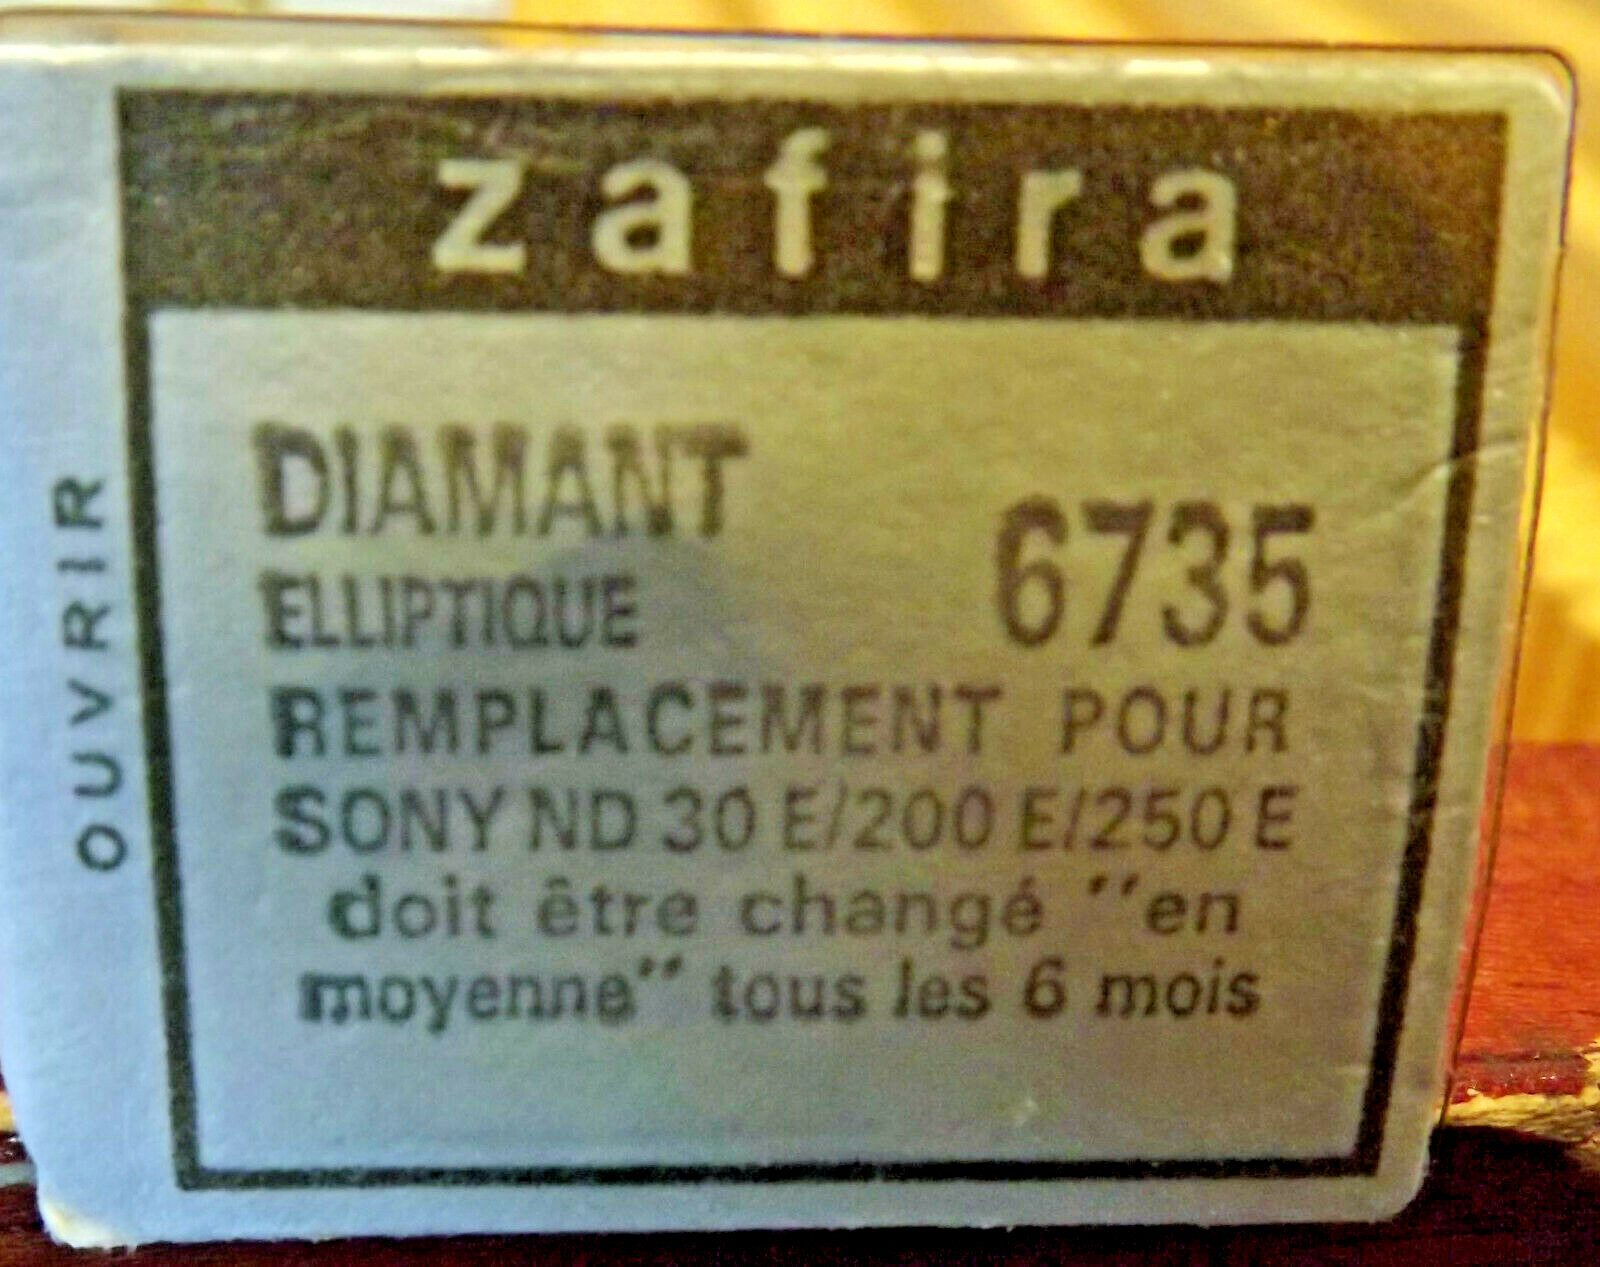 zafira
DIAMANT
ELLIPTIQUE
6735
REMPLACEMENT POUR
SONY ND 30 E/200 E/250 E
doit être changé "en
moyenne" tous les 6 mois
OUVRIR